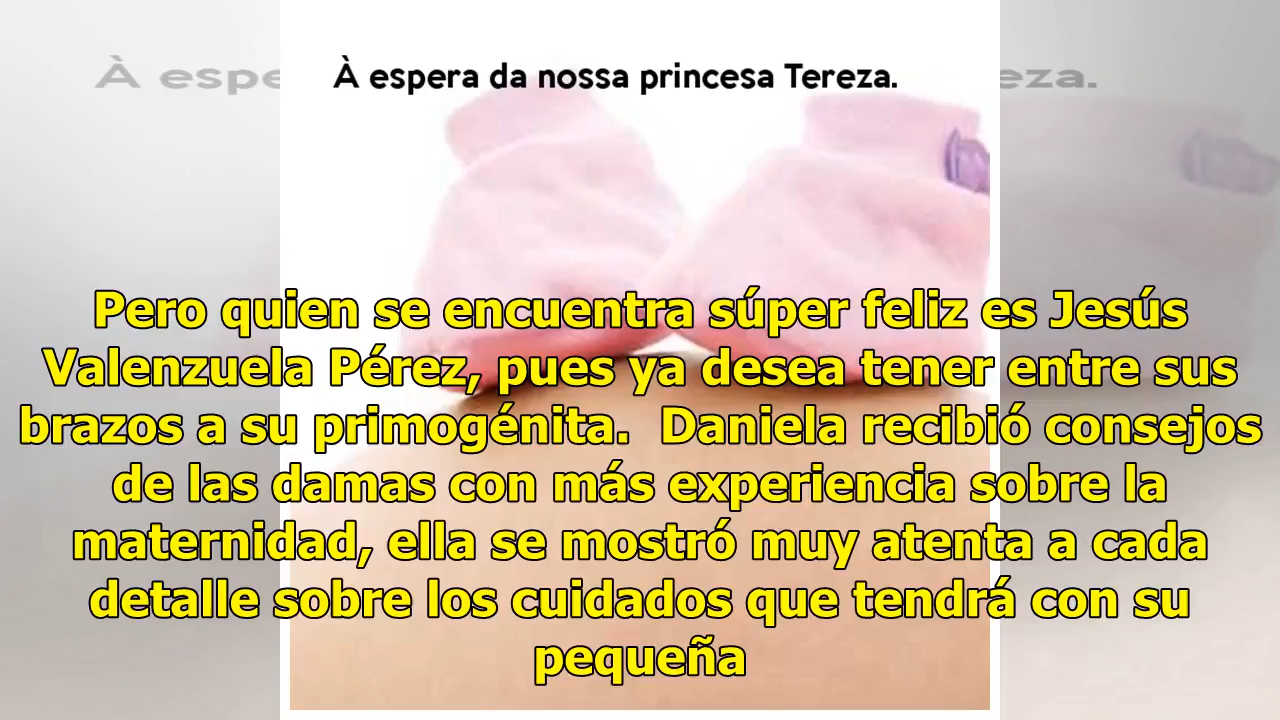 À espera da nossa princesa Tereza.
Pero quien se encuentra súper feliz es Jesús
Valenzuela Pérez, pues ya desea tener entre sus
brazos a su primogénita.  Daniela recibió consejos
de las damas con más experiencia sobre la
maternidad, ella se mostró muy atenta a cada
detalle sobre los cuidados que tendrá con su
pequeña